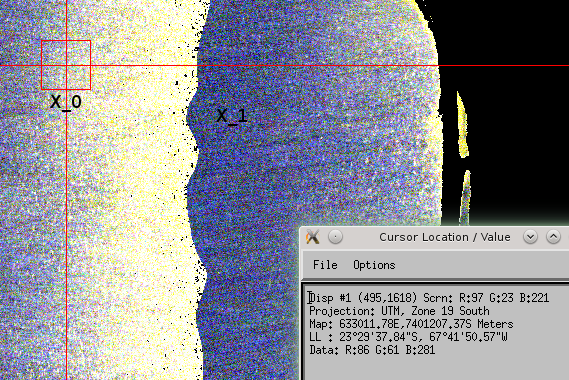 X_0
X_1
Cursor Location / Value
File Options
Disp #1 (495,1618) Scrn: R:97 G:23 B:221
Projection: UTM, Zone 19 South
Map: 633011.78E,7401207.37S Meters
LL : 23°29'37.84"S, 67°41'50.57"W
Data: R:86 G:61 B:281